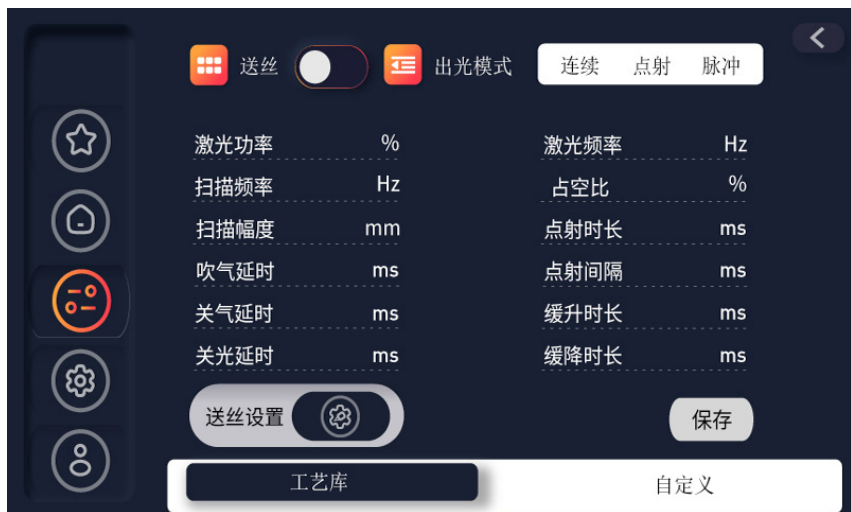 送丝 出光模式 连续 点射 脉冲
激光功率 % 激光频率 Hz
扫描频率 Hz 占空比 %
扫描幅度 mm 点射时长 ms
吹气延时 ms 点射间隔 ms
关气延时 ms 缓升时长 ms
关光延时 ms 缓降时长 ms
送丝设置 保存
工艺库 自定义